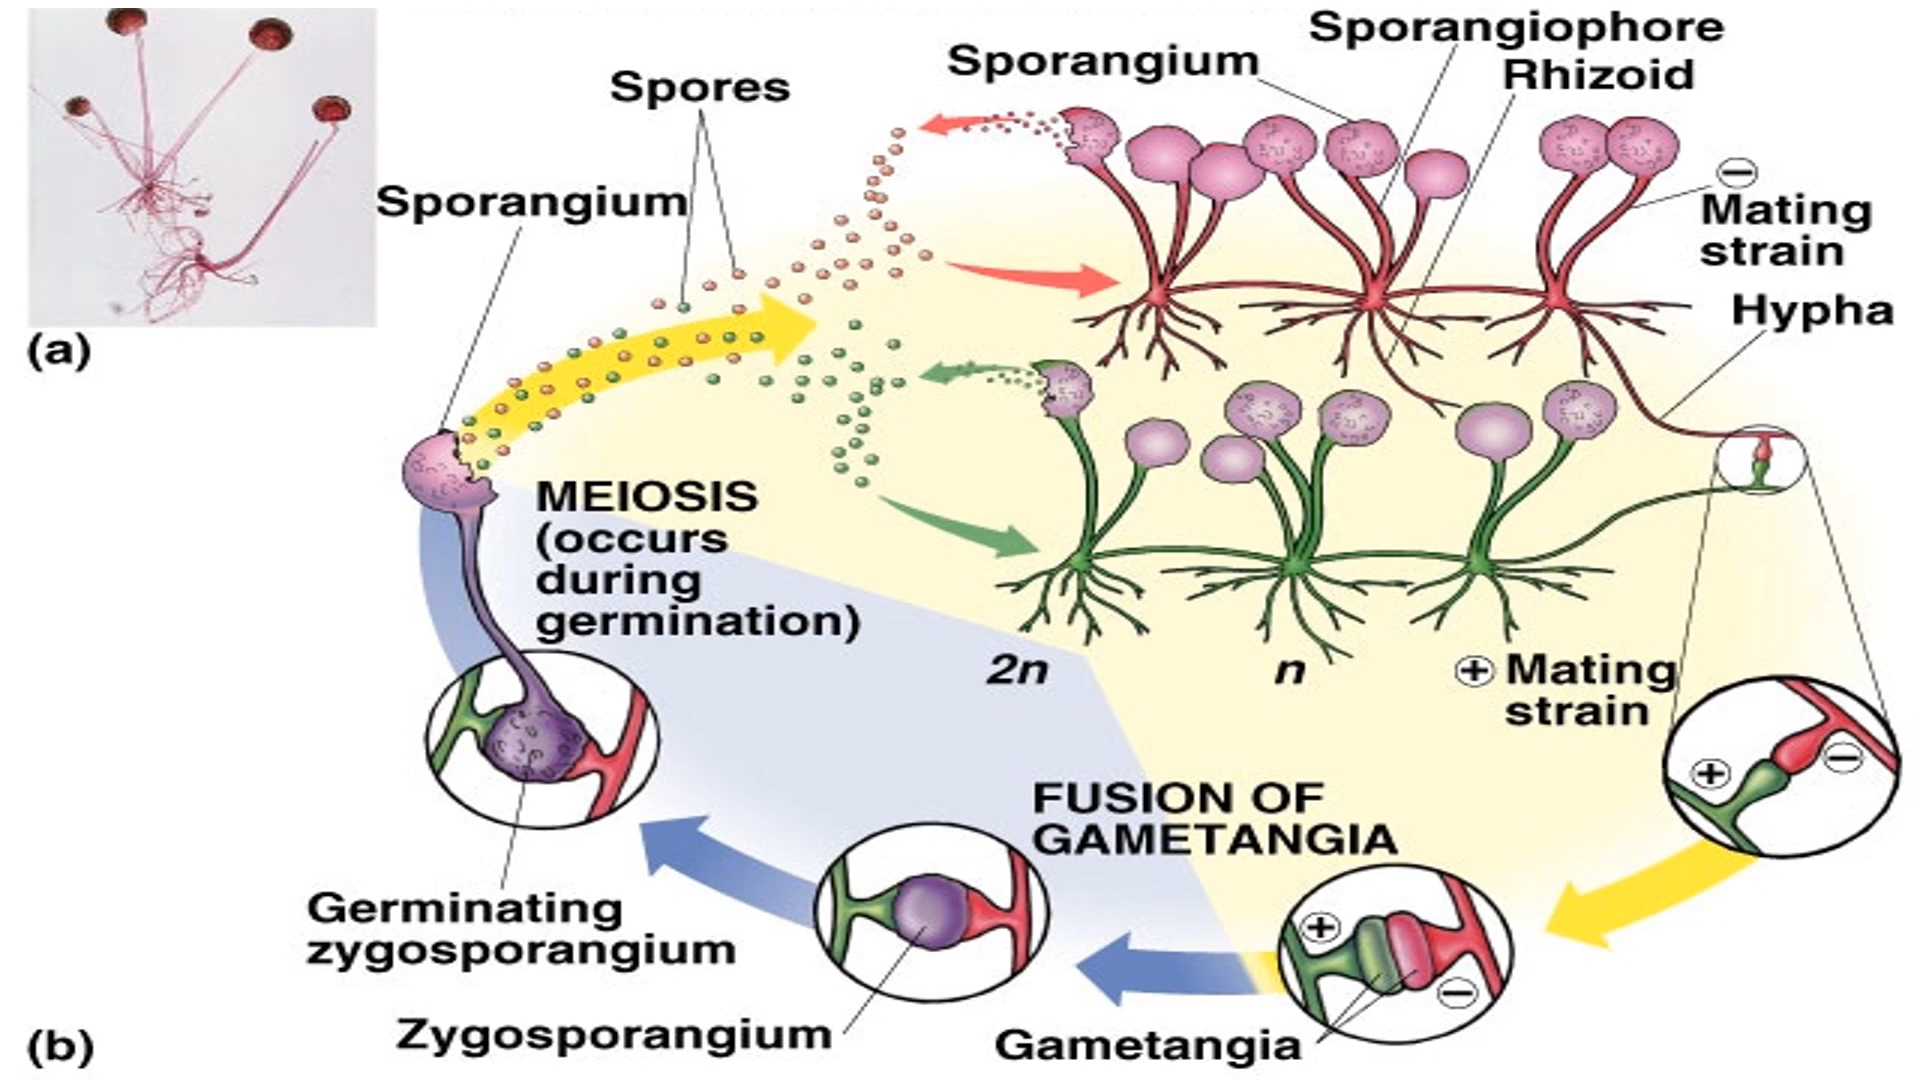 Sporangiophore
Sporangium
Rhizoid
Spores
Sporangium
⊖
Mating
strain
Hypha
(a)
MEIOSIS
(occurs
during
germination)
2n
n
⊕ Mating
strain
⊕
⊖
FUSION OF
GAMETANGIA
⊕
⊖
Germinating
zygosporangium
Zygosporangium
Gametangia
(b)